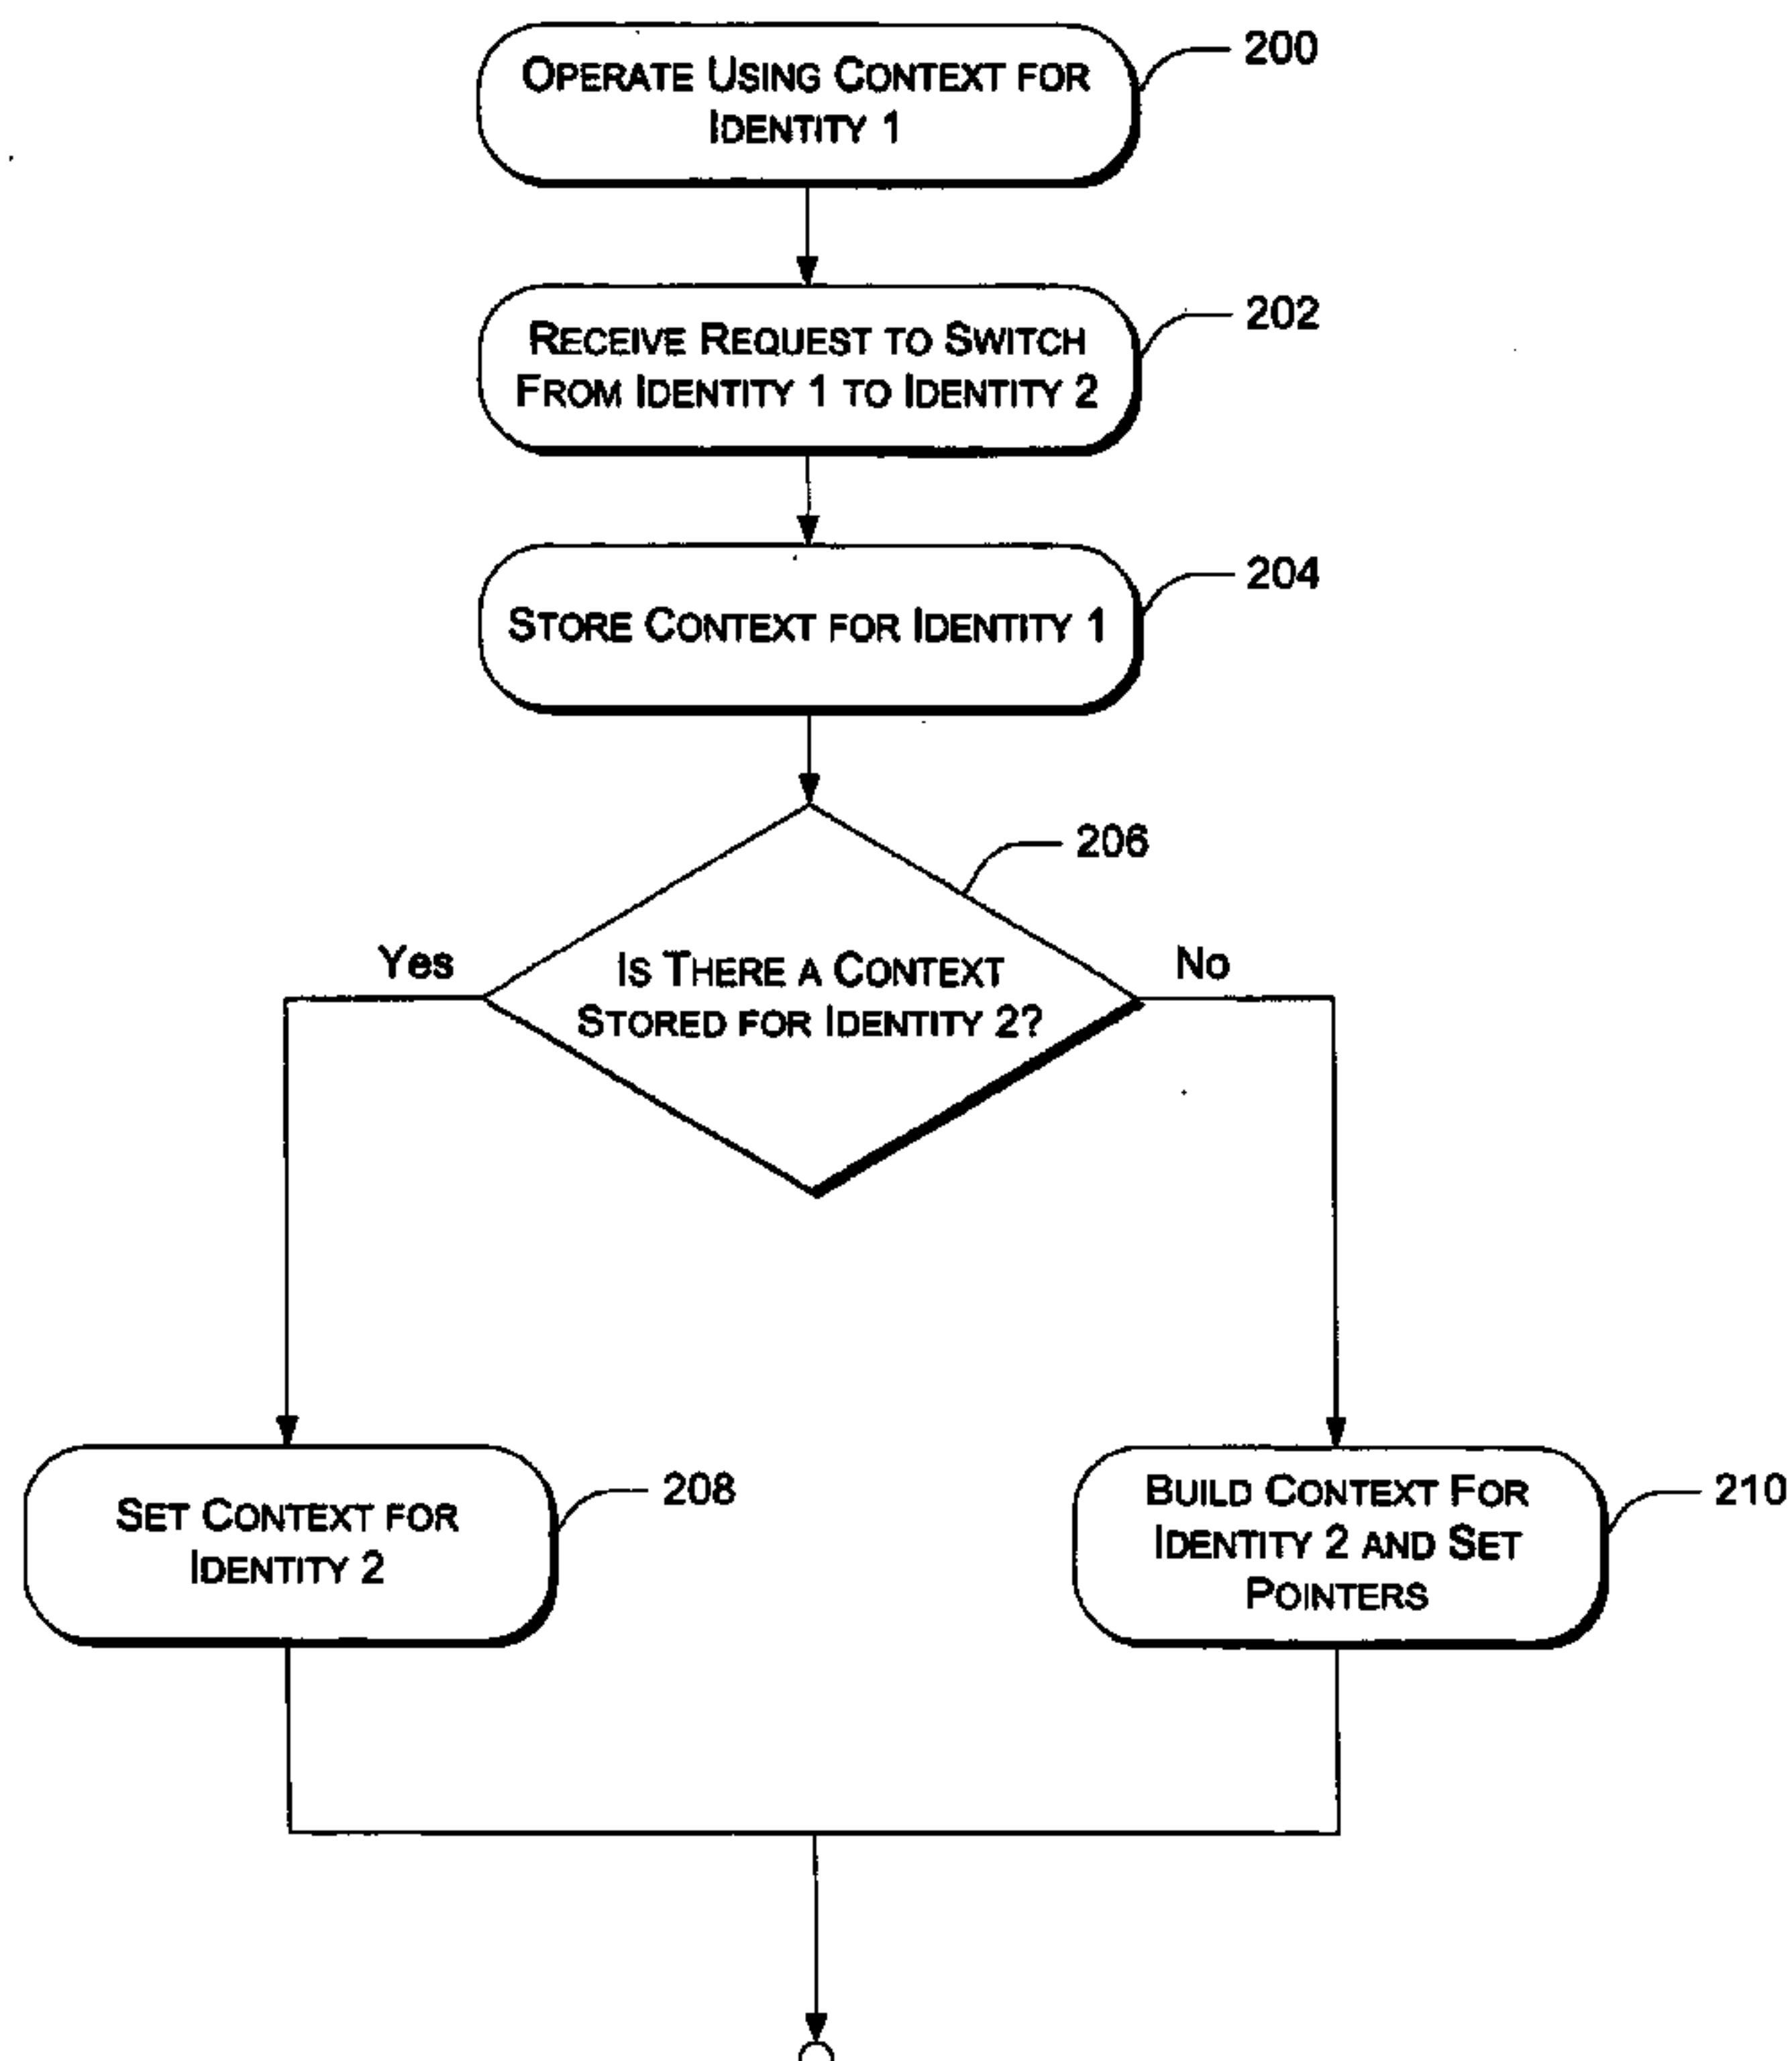 OPERATE USING CONTEXT FOR
IDENTITY 1
200
RECEIVE REQUEST TO SWITCH
FROM IDENTITY 1 TO IDENTITY 2
202
STORE CONTEXT FOR IDENTITY 1
204
206
Yes
IS THERE A CONTEXT
STORED FOR IDENTITY 2?
No
SET CONTEXT FOR
IDENTITY 2
208
BUILD CONTEXT FOR
IDENTITY 2 AND SET
POINTERS
210